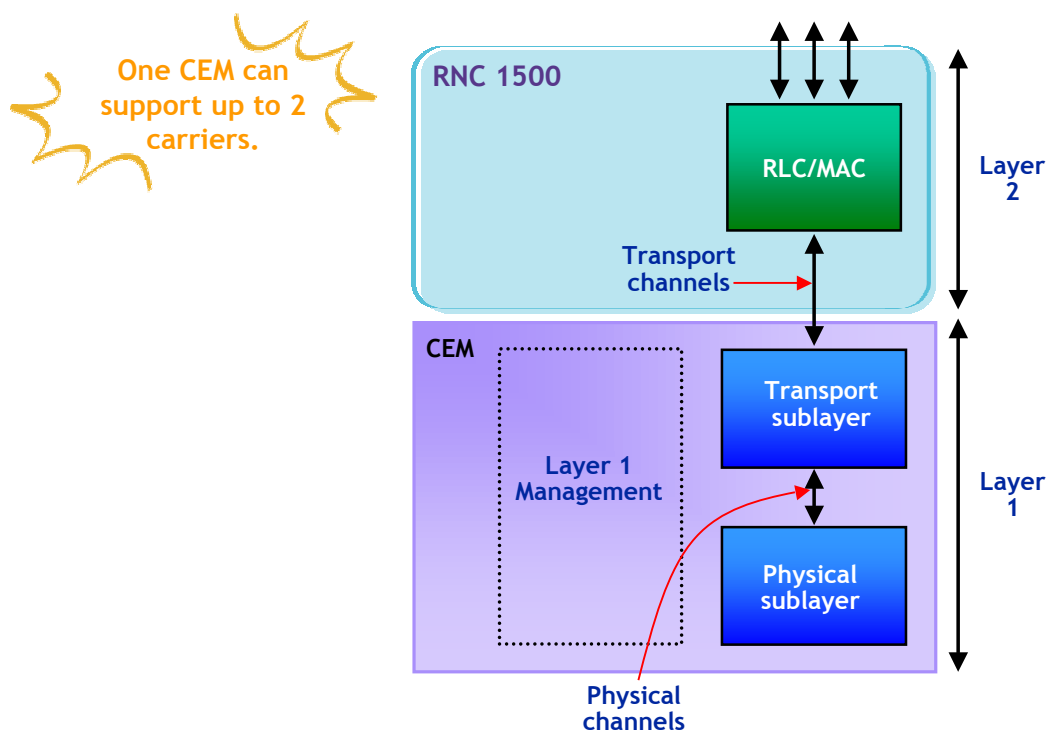 One CEM can
support up to 2
carriers.
RNC 1500
RLC/MAC
Layer
2
Transport
channels
CEM
Transport
sublayer
Layer 1
Management
Layer
1
Physical
sublayer
Physical
channels